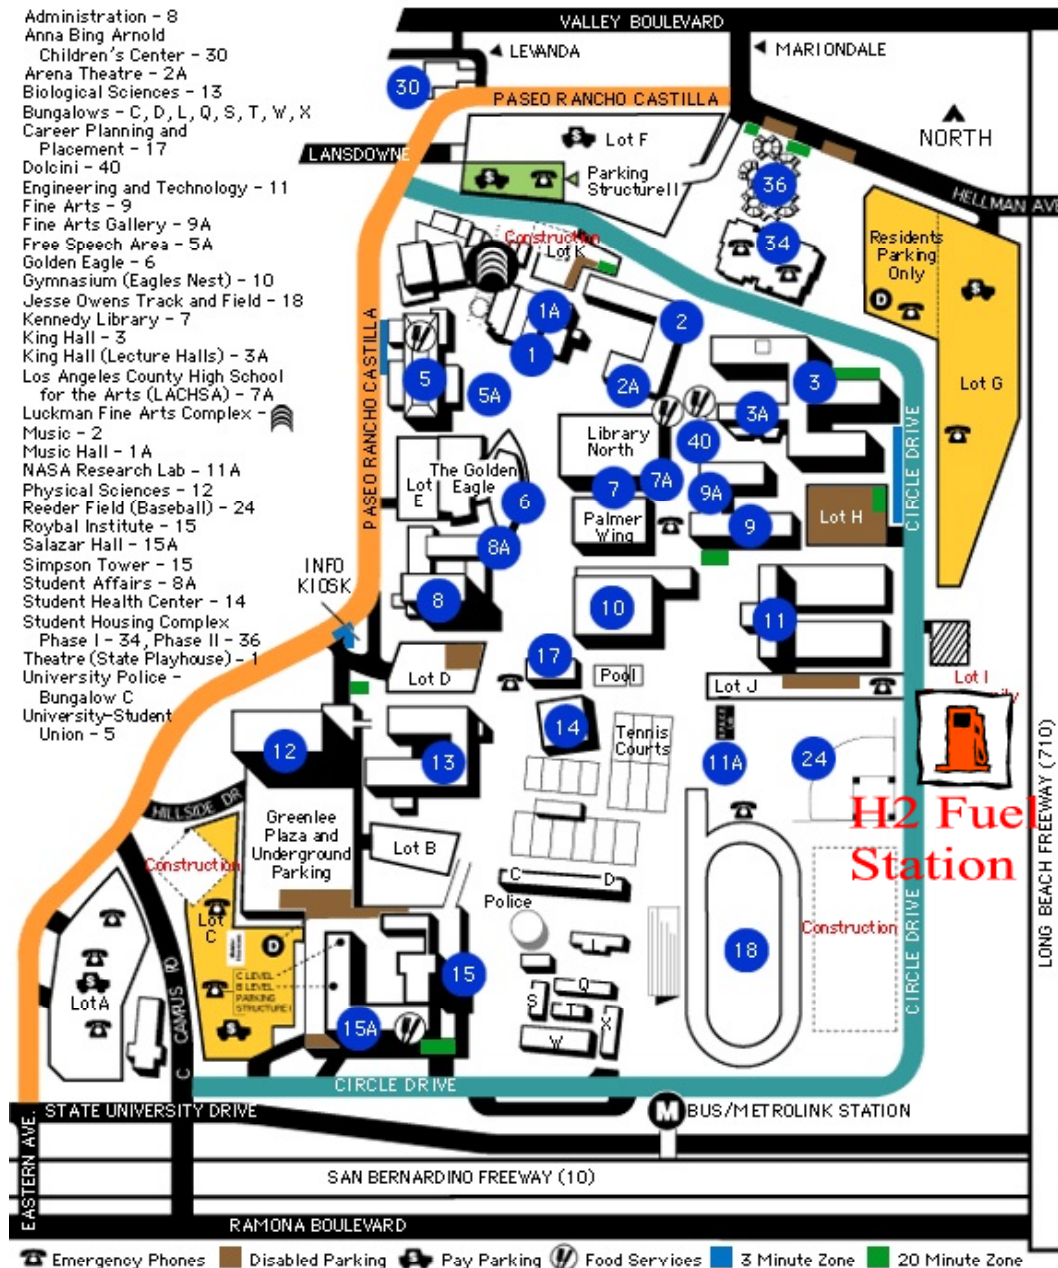 Administration - 8
Anna Bing Arnold
Children's Center - 30
Arena Theatre - 2A
Biological Sciences - 13
Bungalows - C, D, L, Q, S, T, W, X
Career Planning and
Placement - 17
Dolcini - 40
Engineering and Technology - 11
Fine Arts - 9
Fine Arts Gallery - 9A
Free Speech Area - 5A
Golden Eagle - 6
Gymnasium (Eagles Nest) - 10
Jesse Owens Track and Field - 18
Kennedy Library - 7
King Hall - 3
King Hall (Lecture Halls) - 3A
Los Angeles County High School
for the Arts (LACHSA) - 7A
Luckman Fine Arts Complex -
Music - 2
Music Hall - 1A
NASA Research Lab - 11A
Physical Sciences - 12
Reeder Field (Baseball) - 24
Roybal Institute - 15
Salazar Hall - 15A
Simpson Tower - 15
Student Affairs - 8A
Student Health Center - 14
Student Housing Complex
Phase I - 34, Phase II - 36
Theatre (State Playhouse) - 1
University Police -
Bungalow C
University-Student
Union - 5
VALLEY BOULEVARD
LEVANDA
MARIONDALE
30
PASEO RANCHO CASTILLA
NORTH
Lot F
LANSDOWNE
Parking
Structure II
36
HELLMAN AVE
Construction
Lot K
34
Residents
Parking
Only
D
1A
2
1
PASEO RANCHO CASTILLA
5
5A
2A
3
Lot G
3A
Library
North
40
The Golden
Eagle
Lot
E
6
7
7A
9A
CIRCLE DRIVE
Palmer
Wing
9
Lot H
8A
INFO
KIOSK
8
10
11
17
Pool
Lot D
Lot J
Lot I
14
Tennis
Courts
12
13
11A
24
H2 Fuel
Station
LONG BEACH FREEWAY (710)
HILLSIDE DR
Greenlee
Plaza and
Underground
Parking
Lot B
Construction
C
D
Police
Lot
C
D
C LEVEL
B LEVEL
PARKING
STRUCTURE I
L
15
18
Construction
CIRCLE DRIVE
Lot A
CAMPUS RD
Q
S
T
X
W
15A
CIRCLE DRIVE
STATE UNIVERSITY DRIVE
M
BUS/METROLINK STATION
EASTERN AVE.
SAN BERNARDINO FREEWAY (10)
RAMONA BOULEVARD
Emergency Phones
Disabled Parking
Pay Parking
Food Services
3 Minute Zone
20 Minute Zone